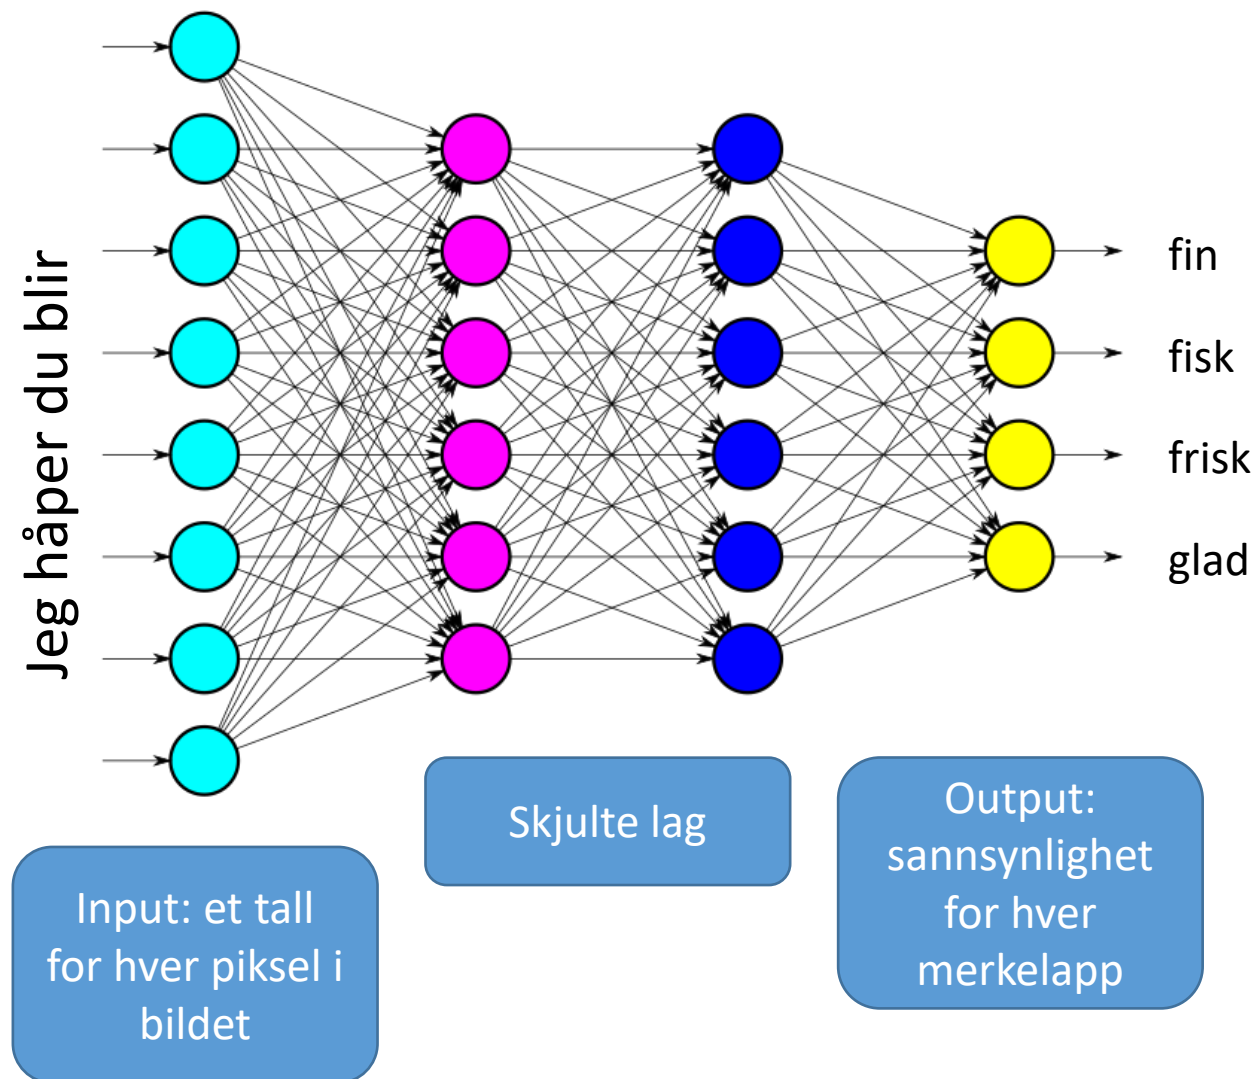 Jeg håper du blir
fin
fisk
frisk
glad
Skjulte lag
Output:
sannsynlighet
for hver
merkelapp
Input: et tall
for hver piksel i
bildet